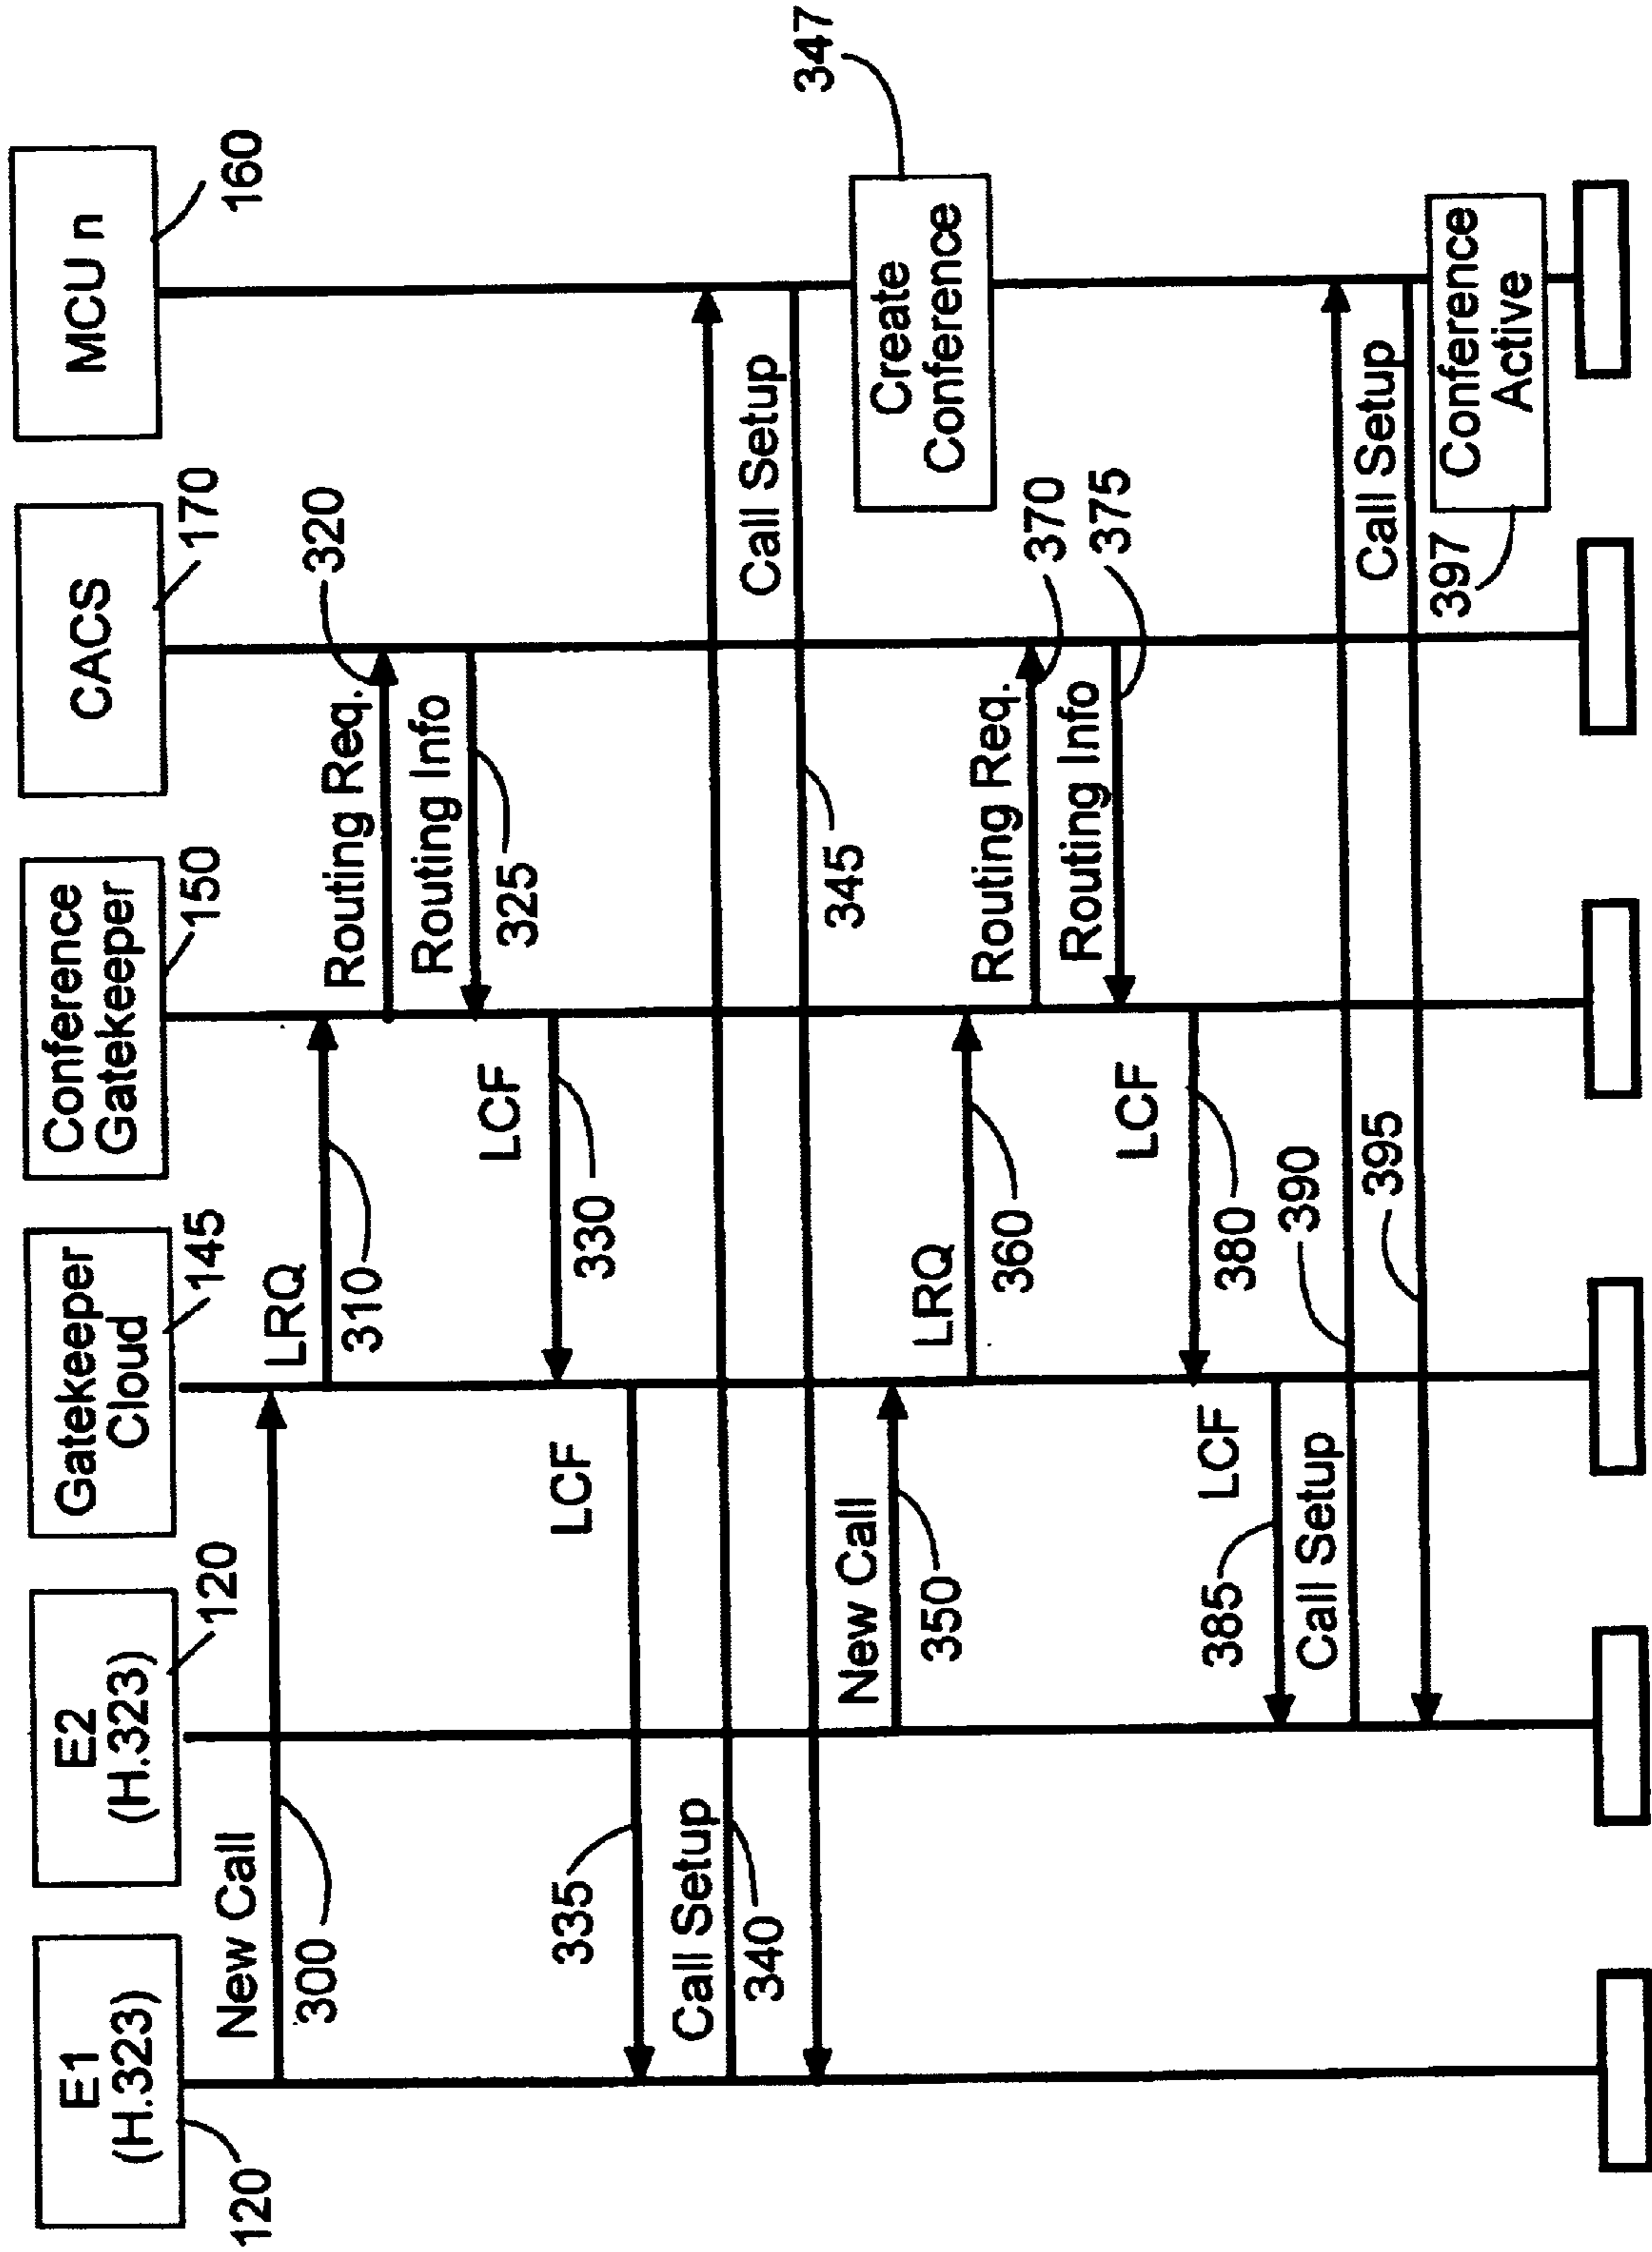 E1
(H.323)
120
E2
(H.323)
120
Gatekeeper
Cloud
145
Conference
Gatekeeper
150
CACS
170
MCU n
160
New Call
300
LRQ
310
Routing Req.
320
Routing Info
325
LCF
330
LCF
335
Call Setup
340
Call Setup
345
Create
Conference
347
New Call
350
LRQ
360
Routing Req.
370
Routing Info
375
LCF
380
LCF
385
Call Setup
390
Call Setup
395
Conference
Active
397